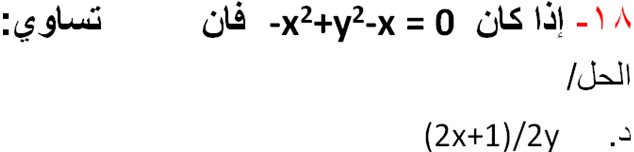 ١٨- إذا كان -x²+y²-x = 0 فان تساوي:
الحل/
د. (2x+1)/2y